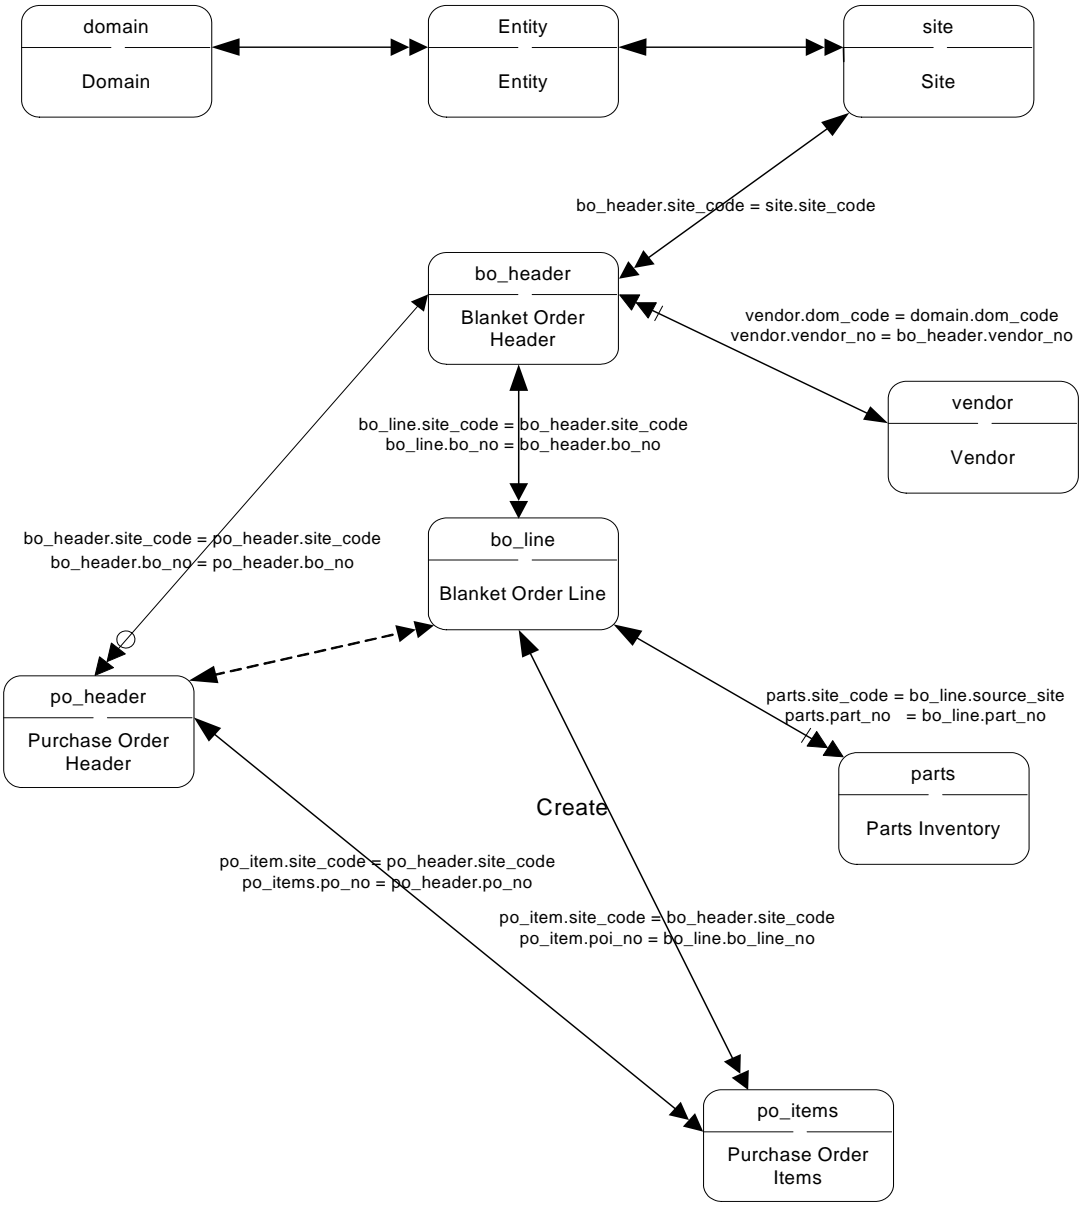 domain
Domain
Entity
Entity
site
Site
bo_header.site_code = site.site_code
bo_header
Blanket Order
Header
vendor.dom_code = domain.dom_code
vendor.vendor_no = bo_header.vendor_no
vendor
Vendor
bo_line.site_code = bo_header.site_code
bo_line.bo_no = bo_header.bo_no
bo_header.site_code = po_header.site_code
bo_header.bo_no = po_header.bo_no
bo_line
Blanket Order Line
po_header
Purchase Order
Header
parts.site_code = bo_line.source_site
parts.part_no = bo_line.part_no
parts
Parts Inventory
Create
po_item.site_code = po_header.site_code
po_items.po_no = po_header.po_no
po_item.site_code = bo_header.site_code
po_item.poi_no = bo_line.bo_line_no
po_items
Purchase Order
Items